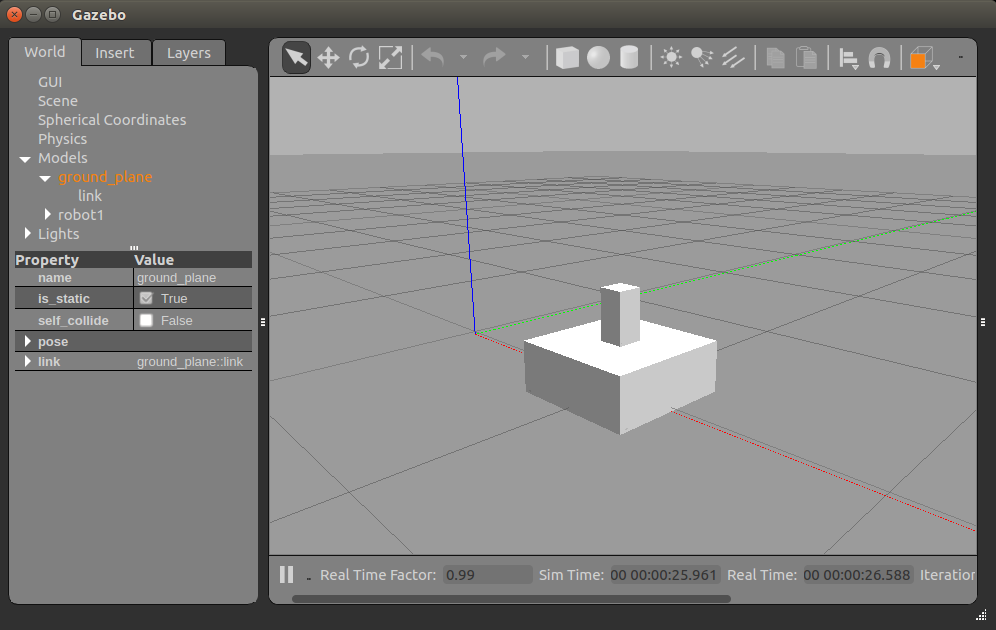 Gazebo
World Insert Layers
GUI
Scene
Spherical Coordinates
Physics
Models
ground_plane
link
robot1
Lights
Property Value
name ground_plane
is_static True
self_collide False
pose
link ground_plane::link
Real Time Factor: 0.99 Sim Time: 00 00:00:25.961 Real Time: 00 00:00:26.588 Iteration